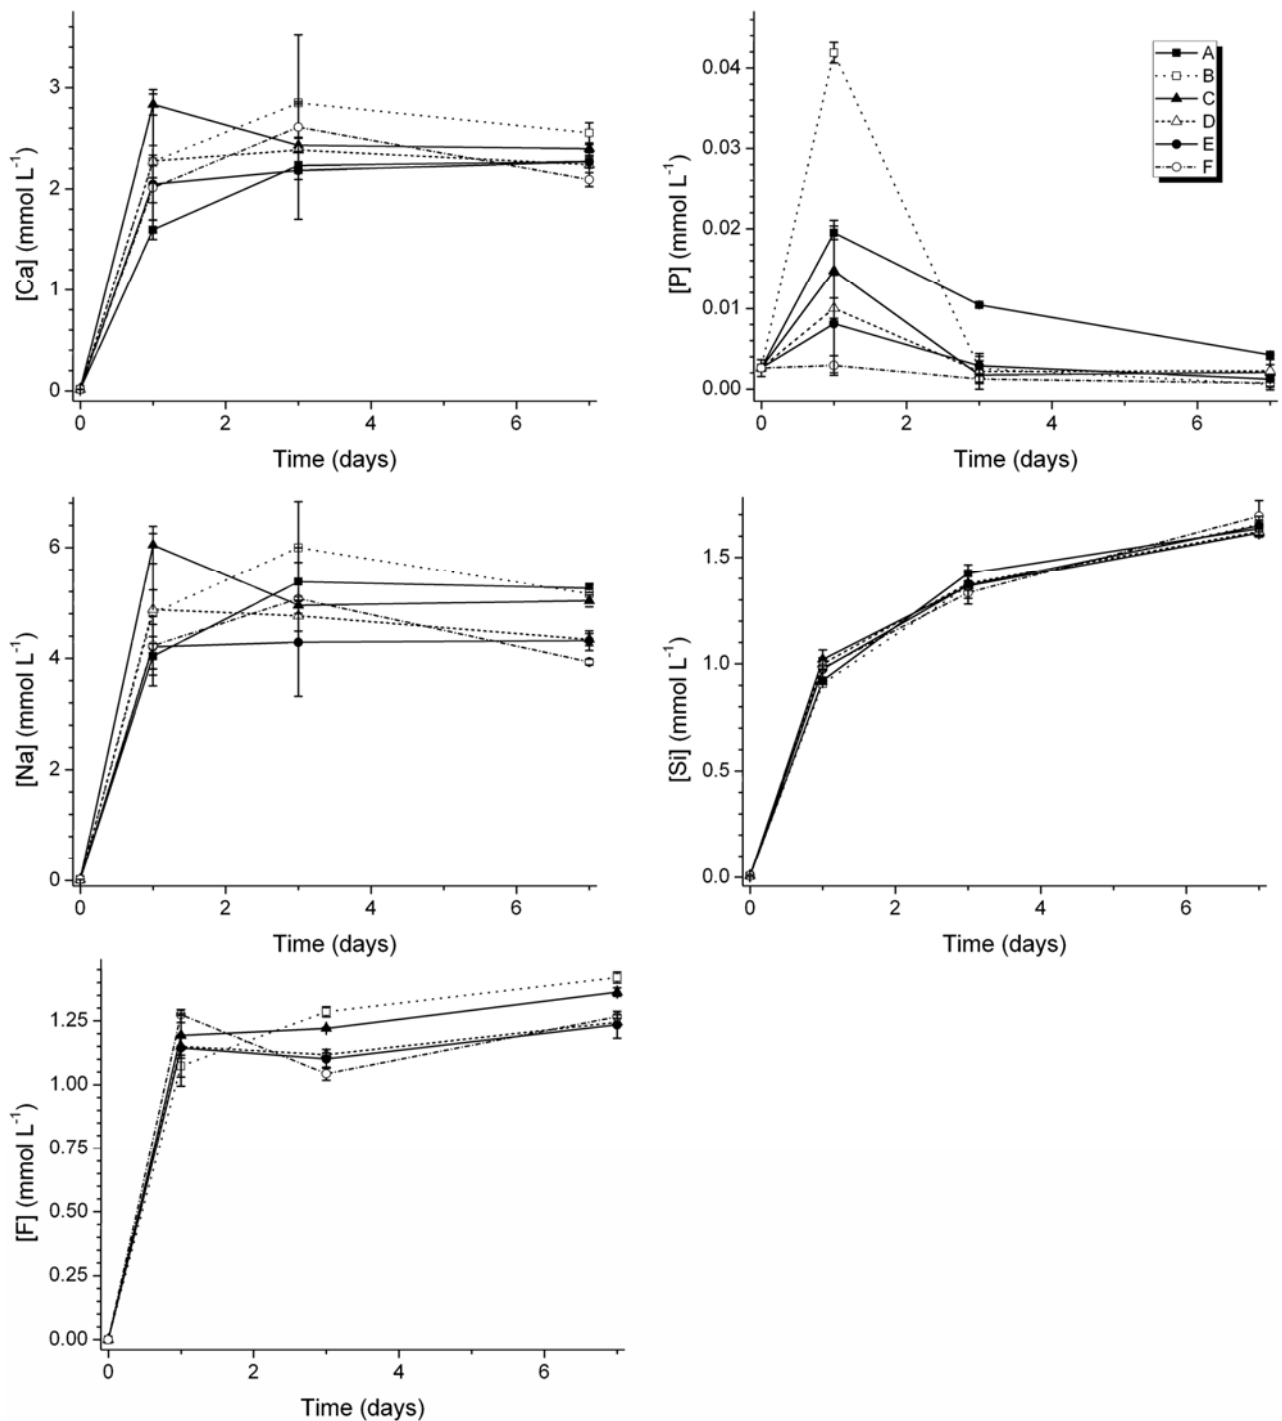 3
2
1
0
[Ca] (mmol L⁻¹)
0 2 4 6
Time (days)
0.04
0.03
0.02
0.01
0.00
[P] (mmol L⁻¹)
0 2 4 6
Time (days)
A
B
C
D
E
F
6
4
2
0
[Na] (mmol L⁻¹)
0 2 4 6
Time (days)
1.5
1.0
0.5
0.0
[Si] (mmol L⁻¹)
0 2 4 6
Time (days)
1.25
1.00
0.75
0.50
0.25
0.00
[F] (mmol L⁻¹)
0 2 4 6
Time (days)